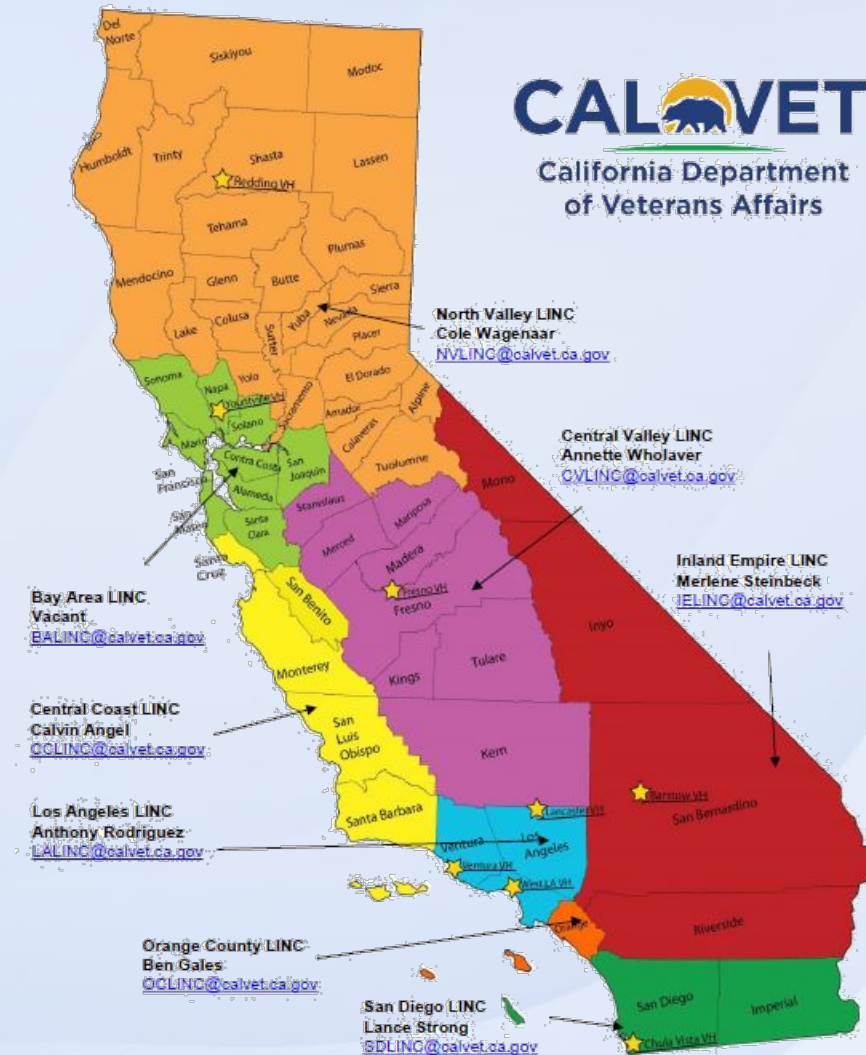 CAL VET
California Department
of Veterans Affairs
Del
Norte
Siskiyou
Modoc
Humboldt
Trinty
Shasta
Lassen
Redding VH
Tehama
Plumas
Mendocino
Glenn
Butte
Sierra
Lake
Colusa
Sutter
Yuba
Nevada
Placer
Sonoma
Napa
Yolo
Sacramento
El Dorado
Yountville VH
Solano
Amador
Alpine
Marin
Calaveras
Contra Costa
San
Joaquin
Tuolumne
San
Francisco
Alameda
San
Mateo
Santa
Clara
Santa
Cruz
Stanislaus
Mariposa
Mono
Merced
Madera
Fresno VH
Fresno
San Benito
Inyo
Monterey
Kings
Tulare
San
Luis
Obispo
Kern
Santa Barbara
Ventura
Los
Angeles
Lancaster VH
Barstow VH
San Bernardino
Ventura VH
West LA VH
Orange
Riverside
San Diego
Imperial
Chula Vista VH
North Valley LINC
Cole Wagenaar
NVLINC@calvet.ca.gov
Central Valley LINC
Annette Wholaver
CVLINC@calvet.ca.gov
Inland Empire LINC
Merlene Steinbeck
IELINC@calvet.ca.gov
Bay Area LINC
Vacant
BALINC@calvet.ca.gov
Central Coast LINC
Calvin Angel
CCLINC@calvet.ca.gov
Los Angeles LINC
Anthony Rodriguez
LALINC@calvet.ca.gov
Orange County LINC
Ben Gales
OCLINC@calvet.ca.gov
San Diego LINC
Lance Strong
SDLINC@calvet.ca.gov